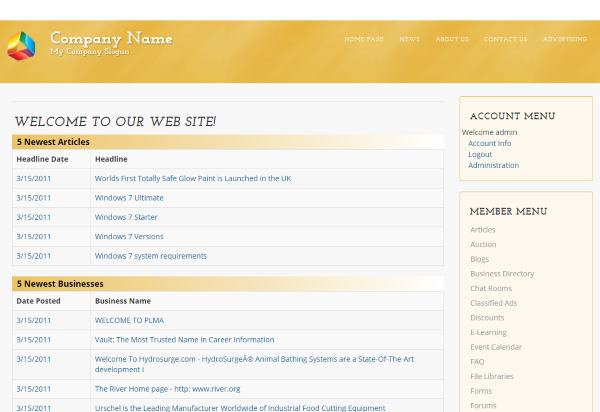 Company Name
My Company Slogan
HOME PAGE NEWS ABOUT US CONTACT US ADVERTISING
WELCOME TO OUR WEB SITE!
5 Newest Articles
Headline Date Headline
3/15/2011 Worlds First Totally Safe Glow Paint is Launched in the UK
3/15/2011 Windows 7 Ultimate
3/15/2011 Windows 7 Starter
3/15/2011 Windows 7 Versions
3/15/2011 Windows 7 system requirements
5 Newest Businesses
Date Posted Business Name
3/15/2011 WELCOME TO PLMA
3/15/2011 Vault: The Most Trusted Name in Career Information
3/15/2011 Welcome To Hydrosurge.com - HydroSurgeÂ® Animal Bathing Systems are a State-Of-The-Art
development i
3/15/2011 The River Home page - http: www.river.org
3/15/2011 Urschel is the Leading Manufacturer Worldwide of Industrial Food Cutting Equipment
ACCOUNT MENU
Welcome admin
Account Info
Logout
Administration
MEMBER MENU
Articles
Auction
Blogs
Business Directory
Chat Rooms
Classified Ads
Discounts
E-Learning
Event Calendar
FAQ
File Libraries
Forms
Forums